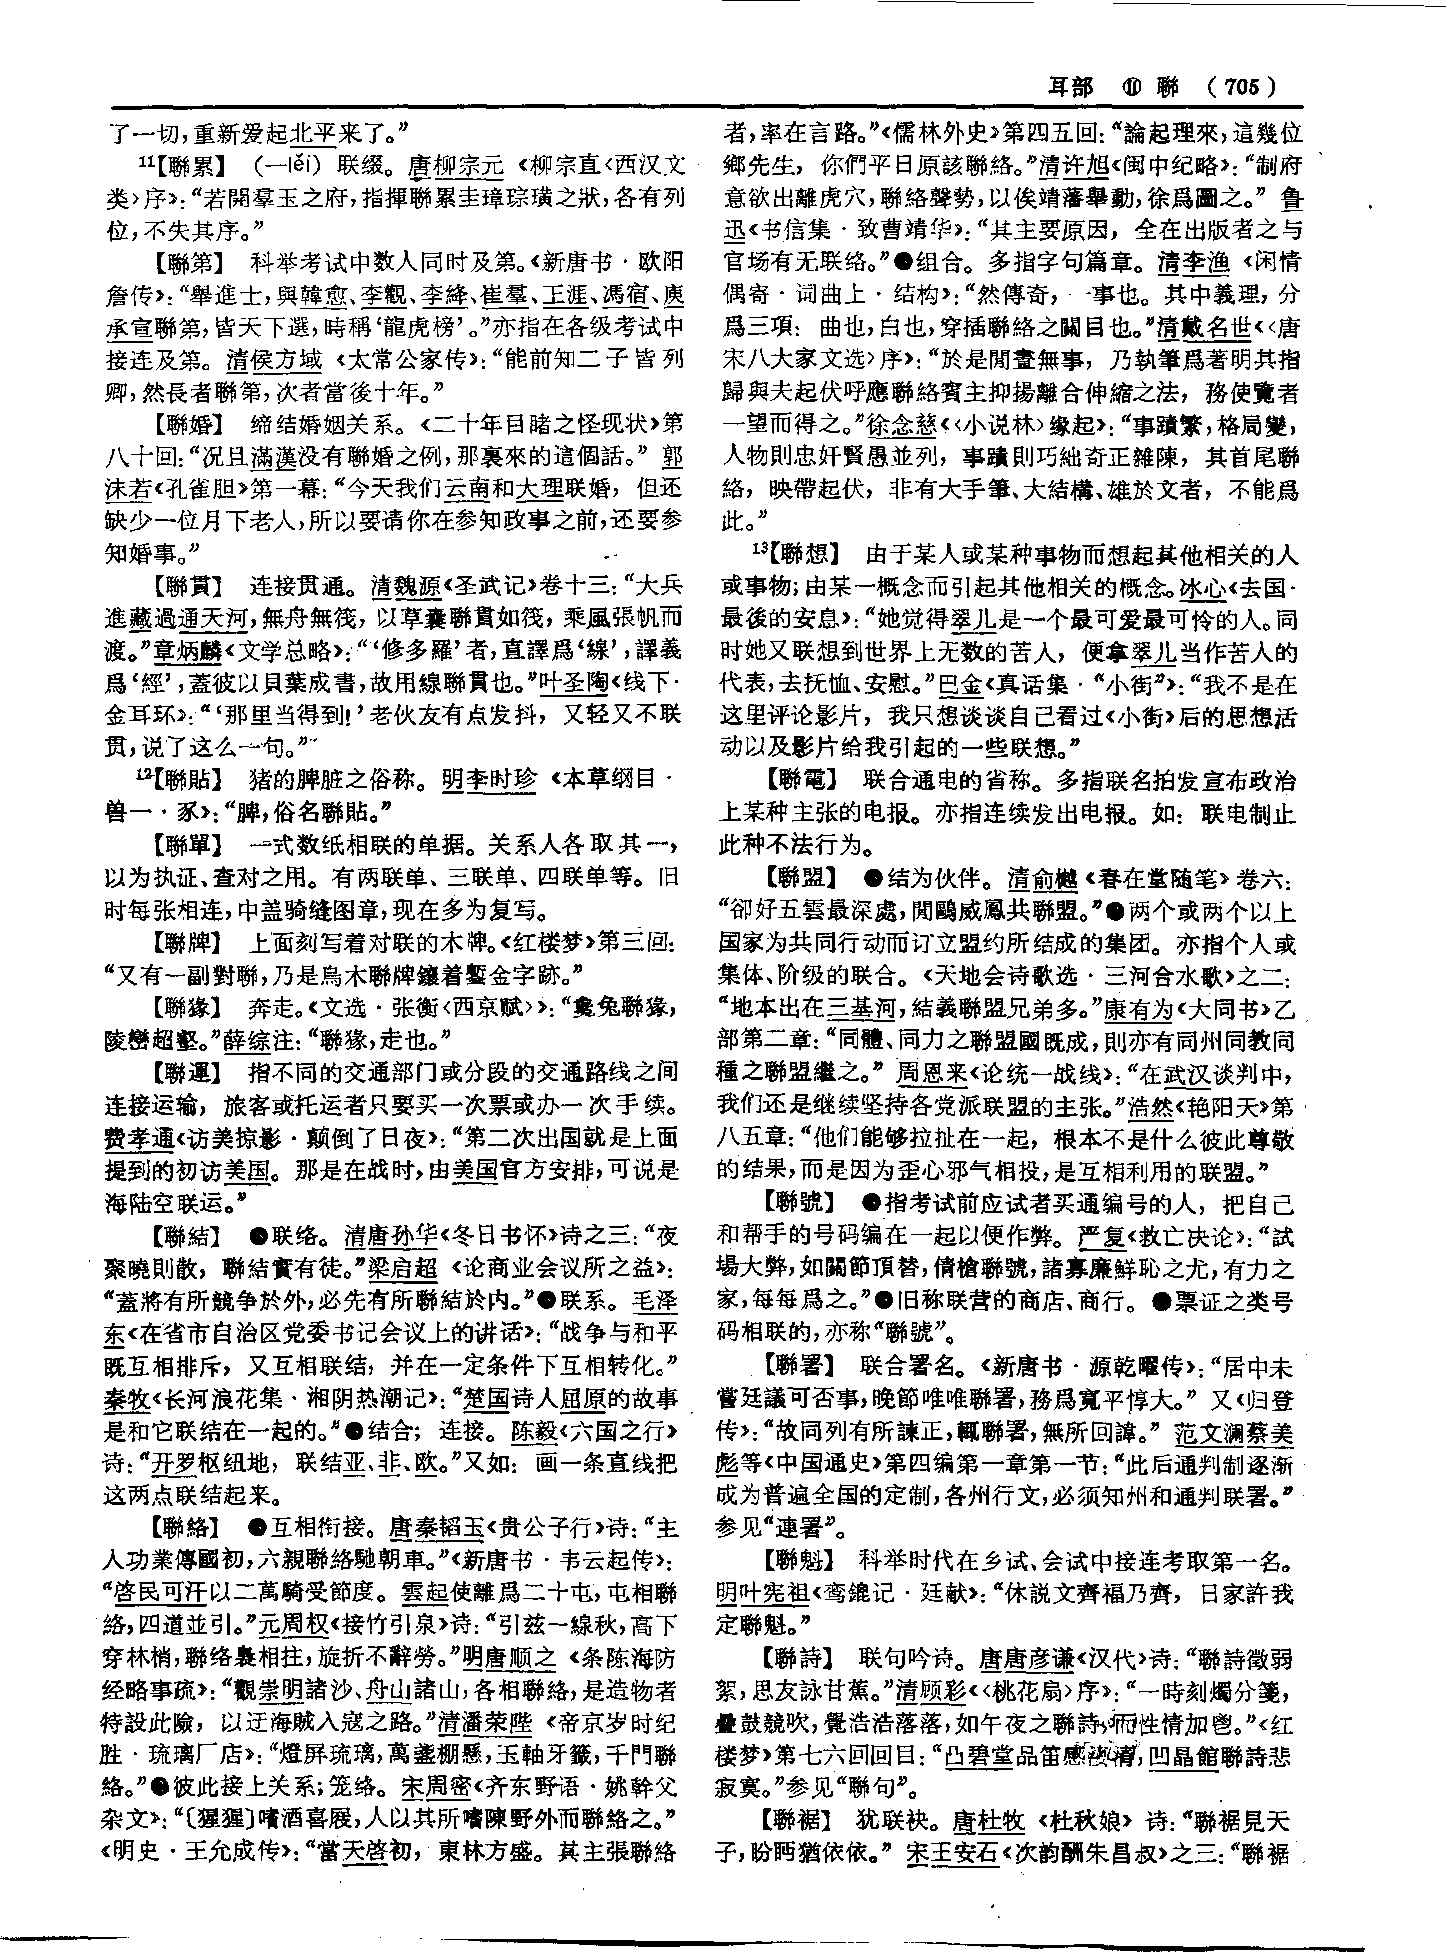 耳部 ⑪ 聯 (705)
了一切,重新爱起北平来了。”
11【聯累】 (—lěi) 联缀。唐柳宗元《柳宗直〈西汉文
类〉序》:“若開羣玉之府,指揮聯累圭璋琮璜之狀,各有列
位,不失其序。”
【聯第】 科举考试中数人同时及第。《新唐书·欧阳
詹传》:“舉進士,與韓愈、李觀、李絳、崔羣、王涯、馮宿、庾
承宣聯第,皆天下選,時稱‘龍虎榜’。”亦指在各级考试中
接连及第。清侯方域《太常公家传》:“能前知二子皆列
卿,然長者聯第,次者當後十年。”
【聯婚】 缔结婚姻关系。《二十年目睹之怪现状》第
八十回:“况且滿漢没有聯婚之例,那裏來的這個話。” 郭
沫若《孔雀胆》第一幕:“今天我们云南和大理联婚,但还
缺少一位月下老人,所以要请你在参知政事之前,还要参
知婚事。”
【聯貫】 连接贯通。清魏源《圣武记》卷十三:“大兵
進藏過通天河,無舟無筏,以草囊聯貫如筏,乘風張帆而
渡。”章炳麟《文学总略》:“‘修多羅’者,直譯爲‘線’,譯義
爲‘經’,蓋彼以貝葉成書,故用線聯貫也。”叶圣陶《线下·
金耳环》:“‘那里当得到!’老伙友有点发抖,又轻又不联
贯,说了这么一句。”
12【聯貼】 猪的脾脏之俗称。明李时珍《本草纲目·
兽一·豕》:“脾,俗名聯貼。”
【聯單】 一式数纸相联的单据。关系人各取其一,
以为执证、查对之用。有两联单、三联单、四联单等。旧
时每张相连,中盖骑缝图章,现在多为复写。
【聯牌】 上面刻写着对联的木牌。《红楼梦》第三回:
“又有一副對聯,乃是烏木聯牌鑲着鏨金字跡。”
【聯猭】 奔走。《文选·张衡〈西京赋〉》:“毚兔聯猭,
陵巒超壑。”薛综注:“聯猭,走也。”
【聯運】 指不同的交通部门或分段的交通路线之间
连接运输,旅客或托运者只要买一次票或办一次手续。
费孝通《访美掠影·颠倒了日夜》:“第二次出国就是上面
提到的初访美国。那是在战时,由美国官方安排,可说是
海陆空联运。”
【聯結】 ●联络。清唐孙华《冬日书怀》诗之三:“夜
聚曉則散,聯結實有徒。”梁启超《论商业会议所之益》:
“蓋將有所競争於外,必先有所聯結於内。”●联系。毛泽
东《在省市自治区党委书记会议上的讲话》:“战争与和平
既互相排斥,又互相联结,并在一定条件下互相转化。”
秦牧《长河浪花集·湘阴热潮记》:“楚国诗人屈原的故事
是和它联结在一起的。”●结合;连接。陈毅《六国之行》
诗:“开罗枢纽地,联结亚、非、欧。”又如:画一条直线把
这两点联结起来。
【聯絡】 ●互相衔接。唐秦韬玉《贵公子行》诗:“主
人功業傳國初,六親聯絡馳朝車。”《新唐书·韦云起传》:
“啓民可汗以二萬騎受節度。雲起使離爲二十屯,屯相聯
絡,四道並引。”元周权《接竹引泉》诗:“引兹一線秋,高下
穿林梢,聯络裊相拄,旋折不辭勞。”明唐顺之《条陈海防
经略事疏》:“觀崇明諸沙、舟山諸山,各相聯絡,是造物者
特設此險,以迂海賊入寇之路。”清潘荣陛《帝京岁时纪
胜·琉璃厂店》:“燈屏琉璃,萬盞棚懸,玉軸牙籤,千門聯
絡。”●彼此接上关系;笼络。宋周密《齐东野语·姚幹父
杂文》:“〔猩猩〕嗜酒喜屐,人以其所嗜陳野外而聯絡之。”
《明史·王允成传》:“當天啓初,東林方盛。其主張聯絡
者,率在言路。”《儒林外史》第四五回:“論起理來,這幾位
鄉先生,你們平日原該聯絡。”清许旭《闽中纪略》:“制府
意欲出離虎穴,聯絡聲勢,以俟靖藩舉動,徐爲圖之。” 鲁
迅《书信集·致曹靖华》:“其主要原因,全在出版者之与
官场有无联络。”●组合。多指字句篇章。清李渔《闲情
偶寄·词曲上·结构》:“然傳奇,一事也。其中義理,分
爲三項:曲也,白也,穿插聯絡之關目也。”清戴名世《〈唐
宋八大家文选〉序》:“於是閒晝無事,乃執筆爲著明其指
歸與夫起伏呼應聯絡賓主抑揚離合伸縮之法,務使覽者
一望而得之。”徐念慈《〈小说林〉缘起》:“事蹟繁,格局變,
人物則忠奸賢愚並列,事蹟則巧絀奇正雜陳,其首尾聯
絡,映帶起伏,非有大手筆、大結構、雄於文者,不能爲
此。”
13【聯想】 由于某人或某种事物而想起其他相关的人
或事物;由某一概念而引起其他相关的概念。冰心《去国·
最後的安息》:“她觉得翠儿是一个最可爱最可怜的人。同
时她又联想到世界上无数的苦人,便拿翠儿当作苦人的
代表,去抚恤、安慰。”巴金《真话集·“小街”》:“我不是在
这里评论影片,我只想谈谈自己看过《小街》后的思想活
动以及影片给我引起的一些联想。”
【聯電】 联合通电的省称。多指联名拍发宣布政治
上某种主张的电报。亦指连续发出电报。如:联电制止
此种不法行为。
【聯盟】 ●结为伙伴。清俞樾《春在堂随笔》卷六:
“卻好五雲最深處,閒鷗威鳳共聯盟。”●两个或两个以上
国家为共同行动而订立盟约所结成的集团。亦指个人或
集体、阶级的联合。《天地会诗歌选·三河合水歌》之二:
“地本出在三基河,結義聯盟兄弟多。”康有为《大同书》乙
部第二章:“同體、同力之聯盟國既成,則亦有同州同教同
種之聯盟繼之。” 周恩来《论统一战线》:“在武汉谈判中,
我们还是继续坚持各党派联盟的主张。”浩然《艳阳天》第
八五章:“他们能够拉扯在一起,根本不是什么彼此尊敬
的结果,而是因为歪心邪气相投,是互相利用的联盟。”
【聯號】 ●指考试前应试者买通编号的人,把自己
和帮手的号码编在一起以便作弊。严复《救亡决论》:“試
場大弊,如關節頂替,倩槍聯號,諸寡廉鮮恥之尤,有力之
家,每每爲之。”●旧称联营的商店、商行。●票证之类号
码相联的,亦称“聯號”。
【聯署】 联合署名。《新唐书·源乾曜传》:“居中未
嘗廷議可否事,晚節唯唯聯署,務爲寬平惇大。” 又《归登
传》:“故同列有所諫正,輒聯署,無所回諱。” 范文澜蔡美
彪等《中国通史》第四编第一章第一节:“此后通判制逐渐
成为普遍全国的定制,各州行文,必须知州和通判联署。”
参见“連署”。
【聯魁】 科举时代在乡试、会试中接连考取第一名。
明叶宪祖《鸾鎞记·廷献》:“休説文齊福乃齊,日家許我
定聯魁。”
【聯詩】 联句吟诗。唐唐彦谦《汉代》诗:“聯詩徵弱
絮,思友詠甘蕉。”清顾彩《〈桃花扇〉序》:“一時刻燭分箋,
疊鼓競吹,覺浩浩落落,如午夜之聯詩,而性情加鬯。”《红
楼梦》第七六回回目:“凸碧堂品笛感凄清,凹晶館聯詩悲
寂寞。”参见“聯句”。
【聯裾】 犹联袂。唐杜牧《杜秋娘》诗:“聯裾見天
子,盼眄猶依依。” 宋王安石《次韵酬朱昌叔》之三:“聯裾